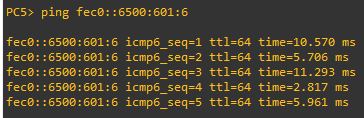 PC5> ping fec0::6500:601:6
fec0::6500:601:6 icmp6_seq=1 ttl=64 time=10.570 ms
fec0::6500:601:6 icmp6_seq=2 ttl=64 time=5.706 ms
fec0::6500:601:6 icmp6_seq=3 ttl=64 time=11.293 ms
fec0::6500:601:6 icmp6_seq=4 ttl=64 time=2.817 ms
fec0::6500:601:6 icmp6_seq=5 ttl=64 time=5.961 ms